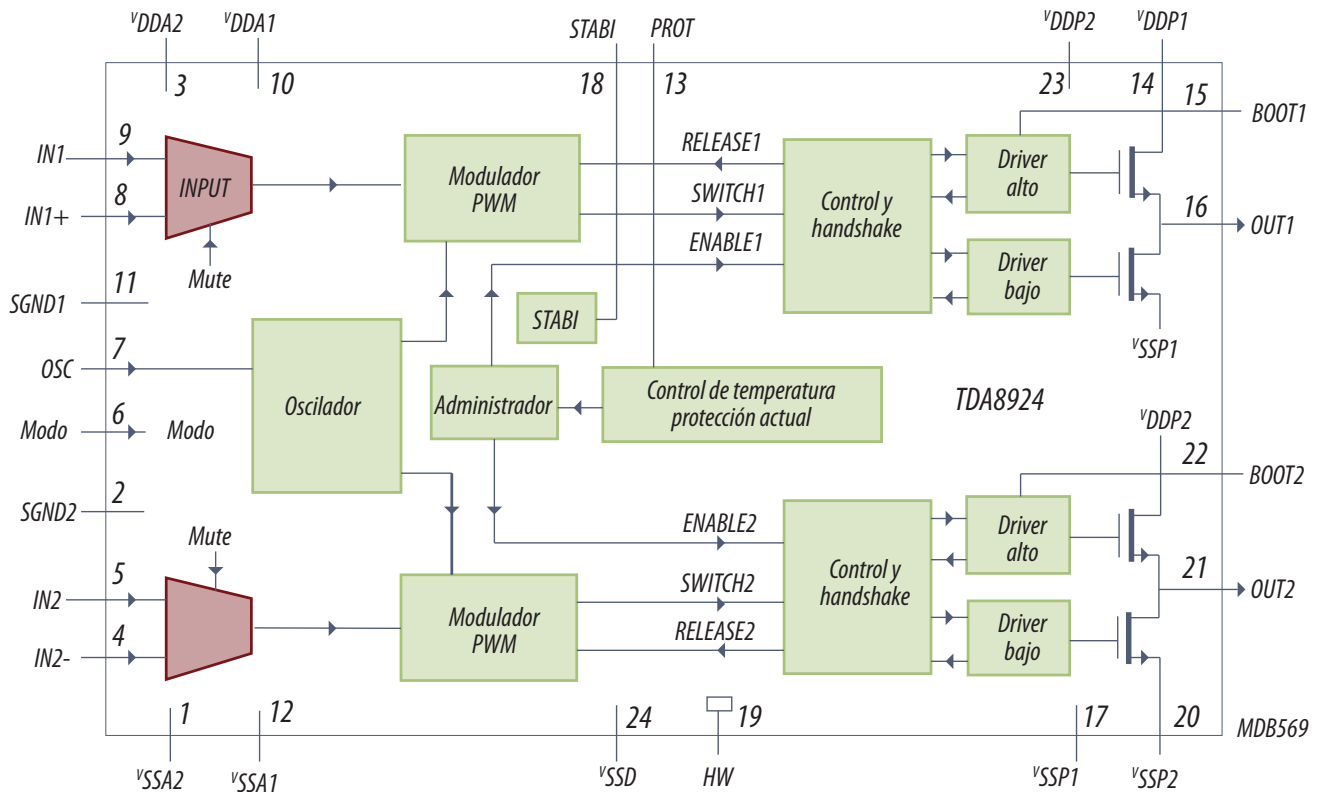 VDDA2
VDDA1
STABI
PROT
VDDP2
VDDP1
3
10
18
13
23
14
15
BOOT1
9
IN1
INPUT
8
IN1+
Mute
Modulador
PWM
RELEASE1
SWITCH1
ENABLE1
Control y
handshake
Driver
alto
16
OUT1
Driver
bajo
VSSP1
11
SGND1
STABI
7
OSC
Oscilador
Administrador
Control de temperatura
protección actual
TDA8924
6
Modo
Modo
VDDP2
22
BOOT2
2
SGND2
Mute
ENABLE2
Driver
alto
5
IN2
4
IN2-
Modulador
PWM
SWITCH2
RELEASE2
Control y
handshake
21
OUT2
Driver
bajo
1
12
24
19
17
20
MDB569
VSSA2
VSSA1
VSSD
HW
VSSP1
VSSP2